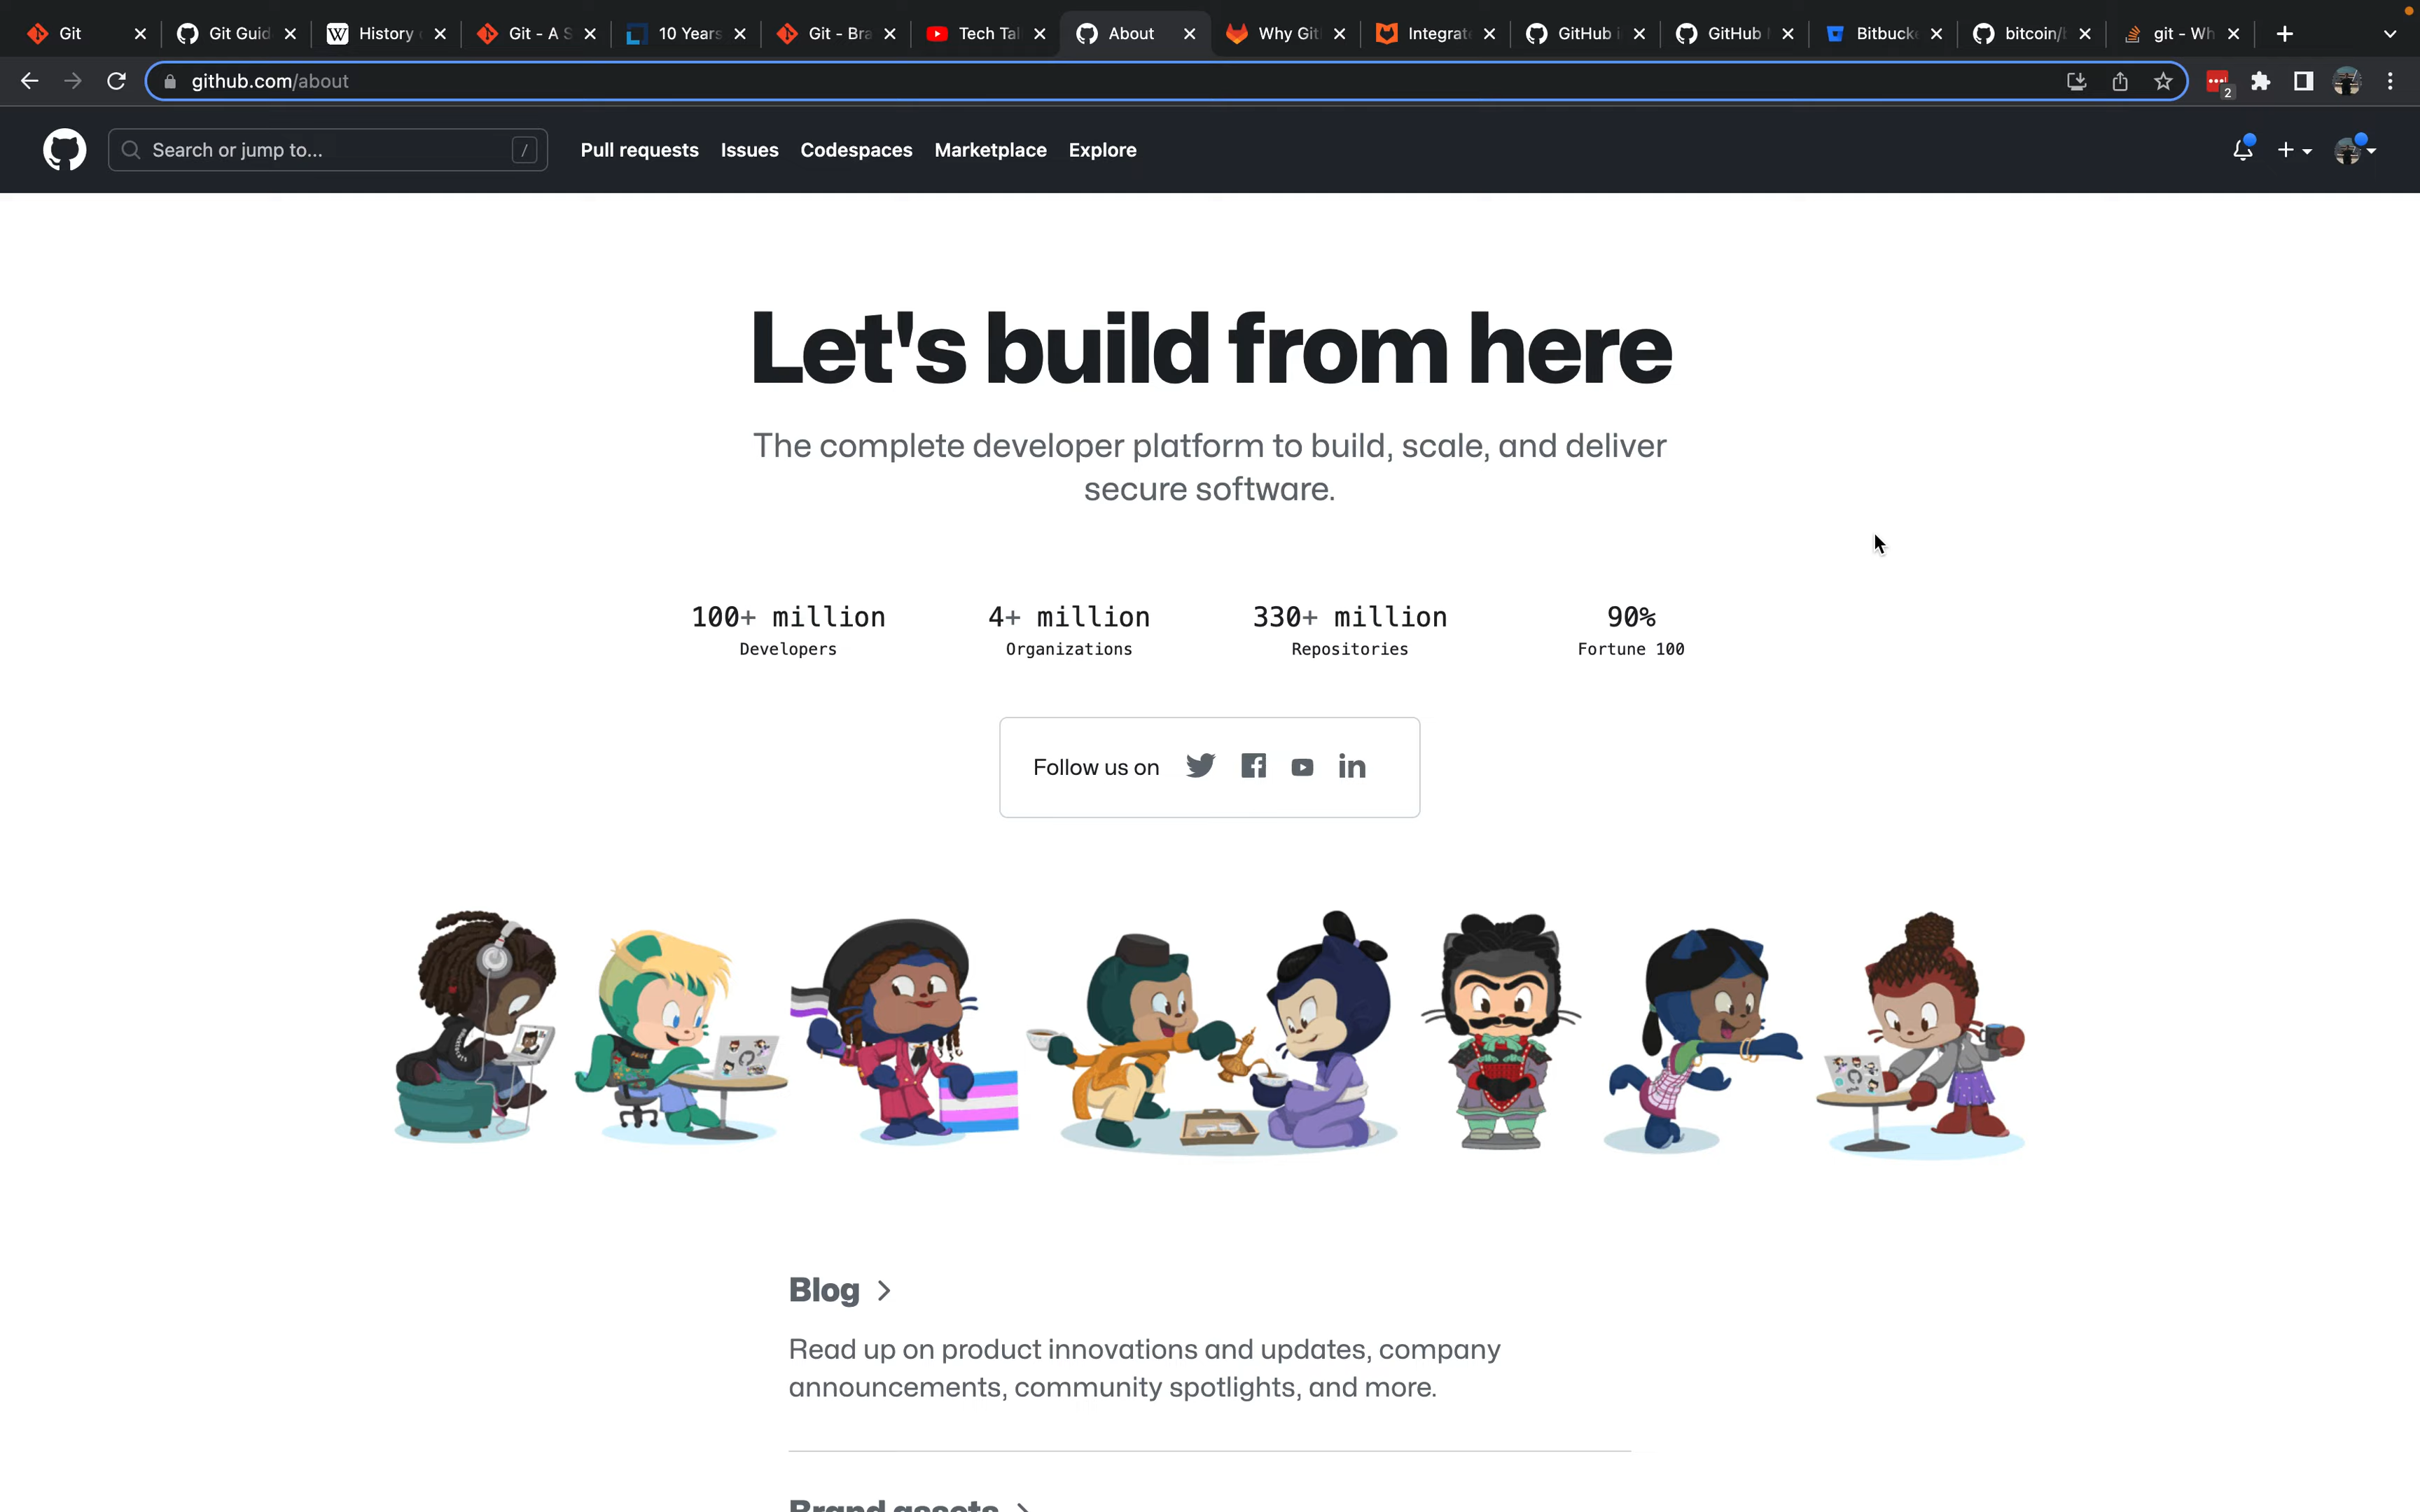 Git
Git Guid
History
Git - A S
10 Years
Git - Bra
Tech Tal
About
Why Git
Integrat
GitHub i
GitHub
Bitbuck
bitcoin/
git - Wh
github.com/about
2
Search or jump to... /
Pull requests Issues Codespaces Marketplace Explore
Let's build from here
The complete developer platform to build, scale, and deliver
secure software.
100+ million 4+ million 330+ million 90%
Developers Organizations Repositories Fortune 100
Follow us on
Blog
Read up on product innovations and updates, company
announcements, community spotlights, and more.
Brand assets